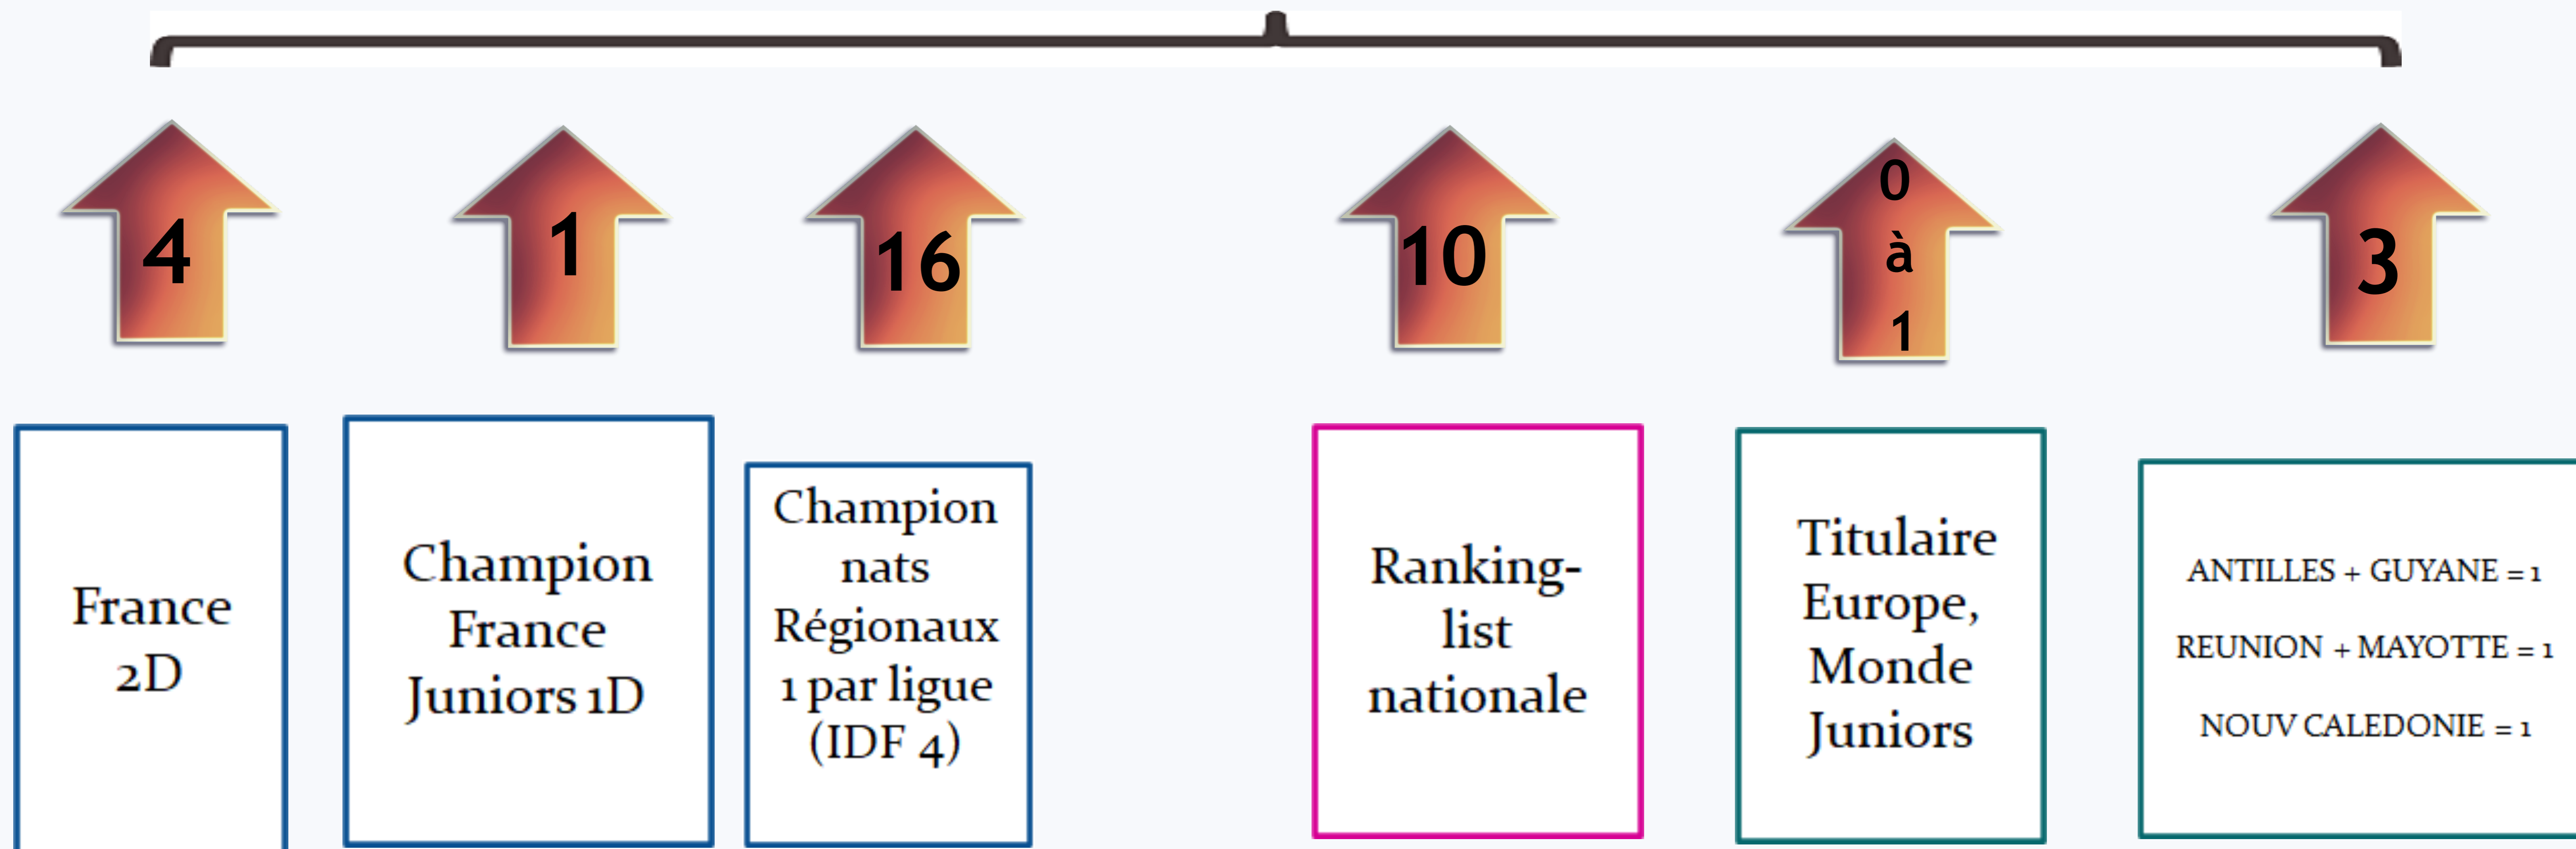 4
1
16
10
0
à
1
3
France
2D
Champion
France
Juniors 1D
Champion
nats
Régionaux
1 par ligue
(IDF 4)
Ranking-
list
nationale
Titulaire
Europe,
Monde
Juniors
ANTILLES + GUYANE = 1
REUNION + MAYOTTE = 1
NOUV CALEDONIE = 1